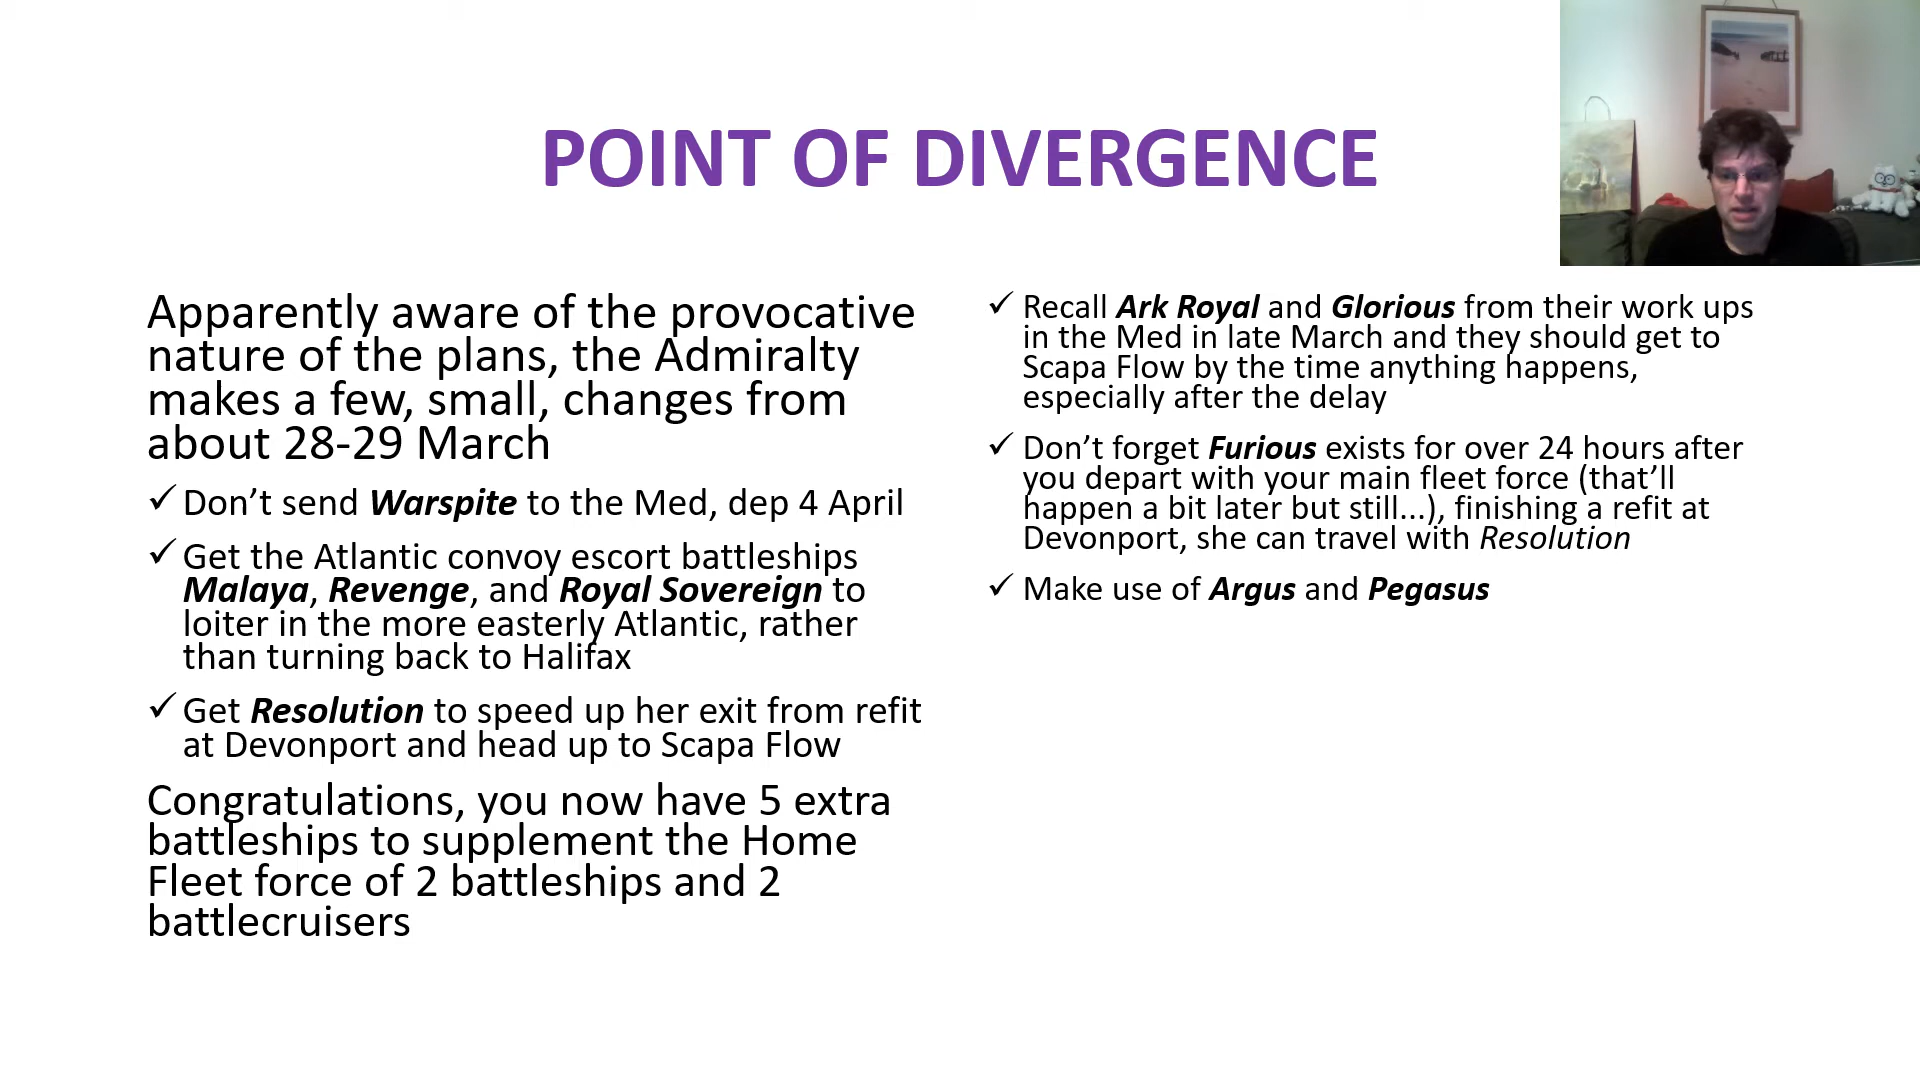 POINT OF DIVERGENCE
Apparently aware of the provocative
nature of the plans, the Admiralty
makes a few, small, changes from
about 28-29 March
✓ Don’t send Warspite to the Med, dep 4 April
✓ Get the Atlantic convoy escort battleships
Malaya, Revenge, and Royal Sovereign to
loiter in the more easterly Atlantic, rather
than turning back to Halifax
✓ Get Resolution to speed up her exit from refit
at Devonport and head up to Scapa Flow
Congratulations, you now have 5 extra
battleships to supplement the Home
Fleet force of 2 battleships and 2
battlecruisers
✓ Recall Ark Royal and Glorious from their work ups
in the Med in late March and they should get to
Scapa Flow by the time anything happens,
especially after the delay
✓ Don’t forget Furious exists for over 24 hours after
you depart with your main fleet force (that’ll
happen a bit later but still...), finishing a refit at
Devonport, she can travel with Resolution
✓ Make use of Argus and Pegasus